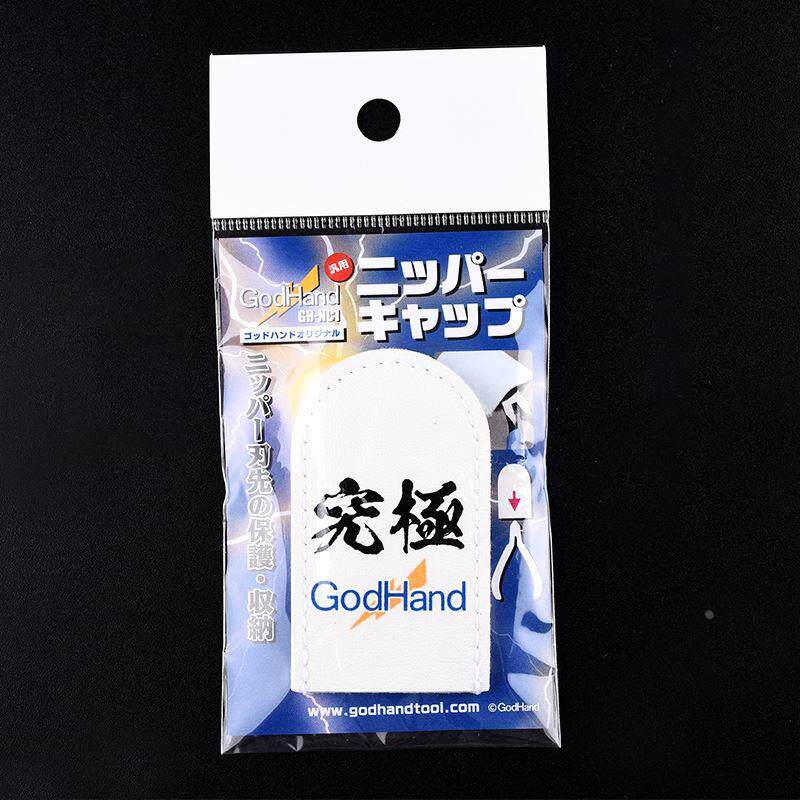 汎用
GodHand
GH-NC1
ゴッドハンドオリジナル
ニッパー
キャップ
ニッパー刃先の保護・収納
究極
GodHand
www.godhandtool.com
©GodHand